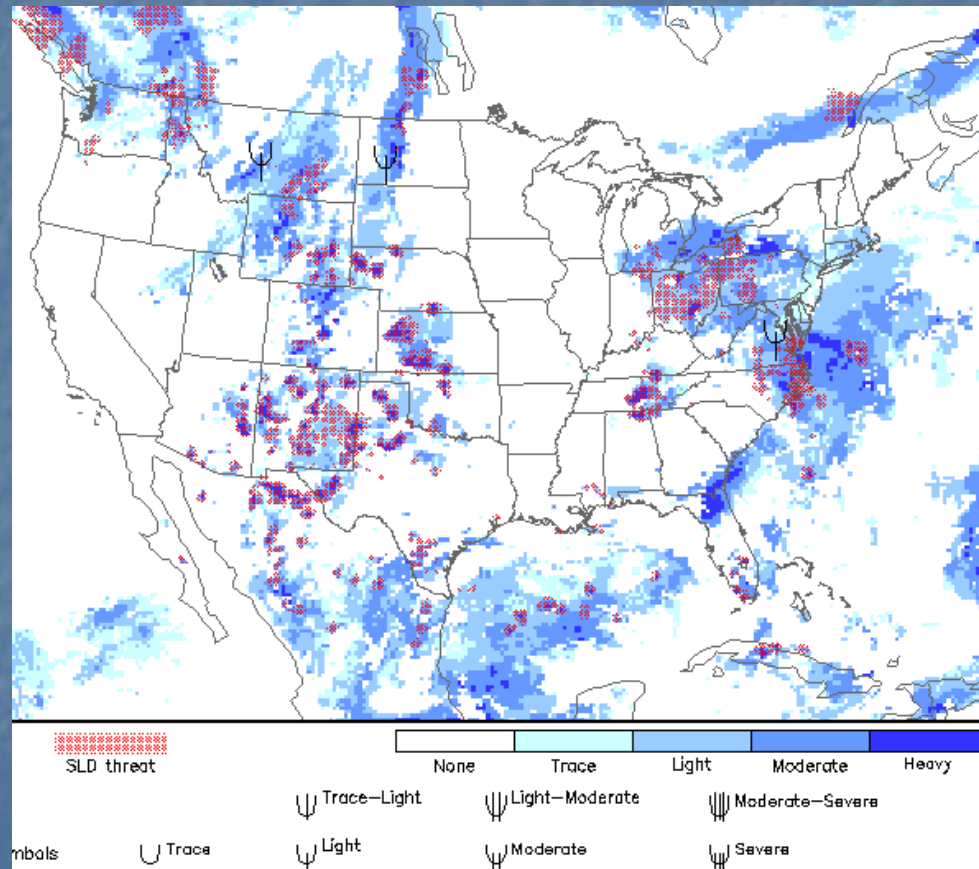 SLD threat
None Trace Light Moderate Heavy
Trace-Light Light-Moderate Moderate-Severe
mbols Trace Light Moderate Severe